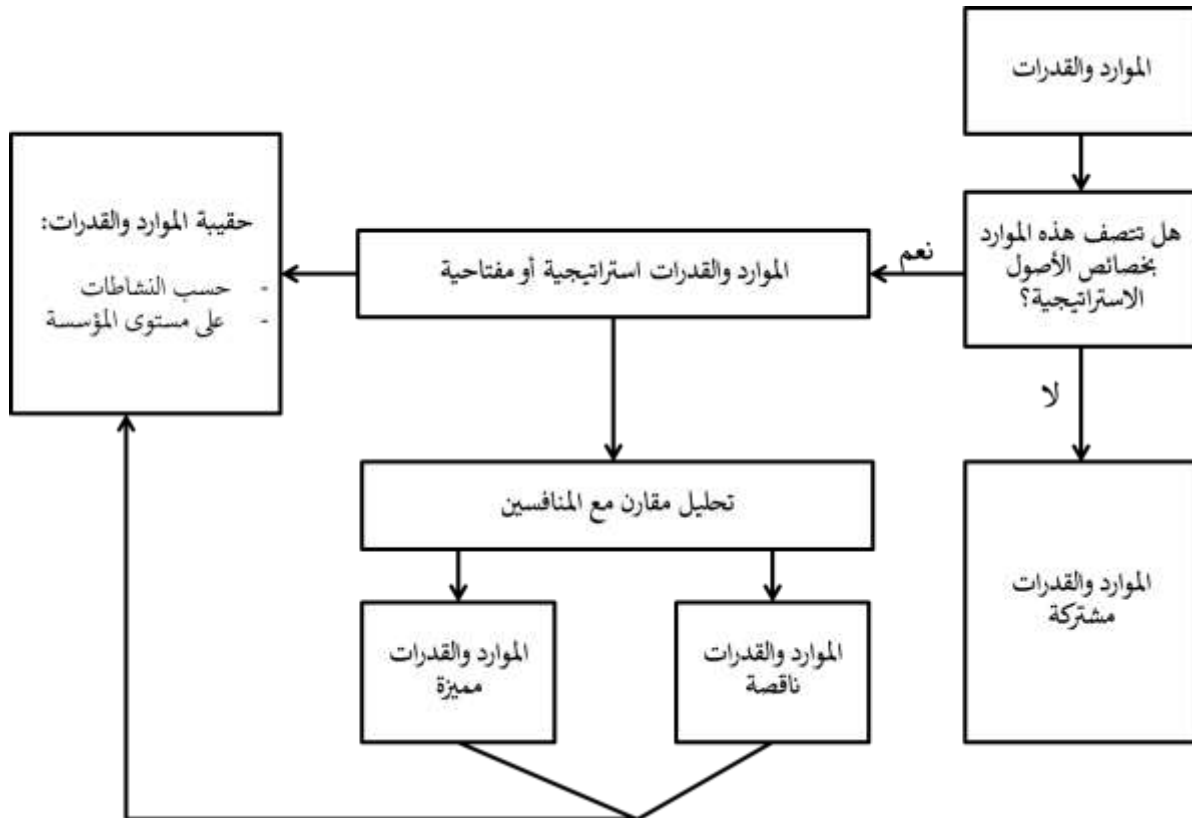 الموارد والقدرات
هل تتصف هذه الموارد
بخصائص الأصول
الاستراتيجية؟
نعم
لا
الموارد والقدرات استراتيجية أو مفتاحية
حقيبة الموارد والقدرات:
- حسب النشاطات
- على مستوى المؤسسة
تحليل مقارن مع المنافسين
الموارد والقدرات
ناقصة
الموارد والقدرات
مميزة
الموارد والقدرات
مشتركة